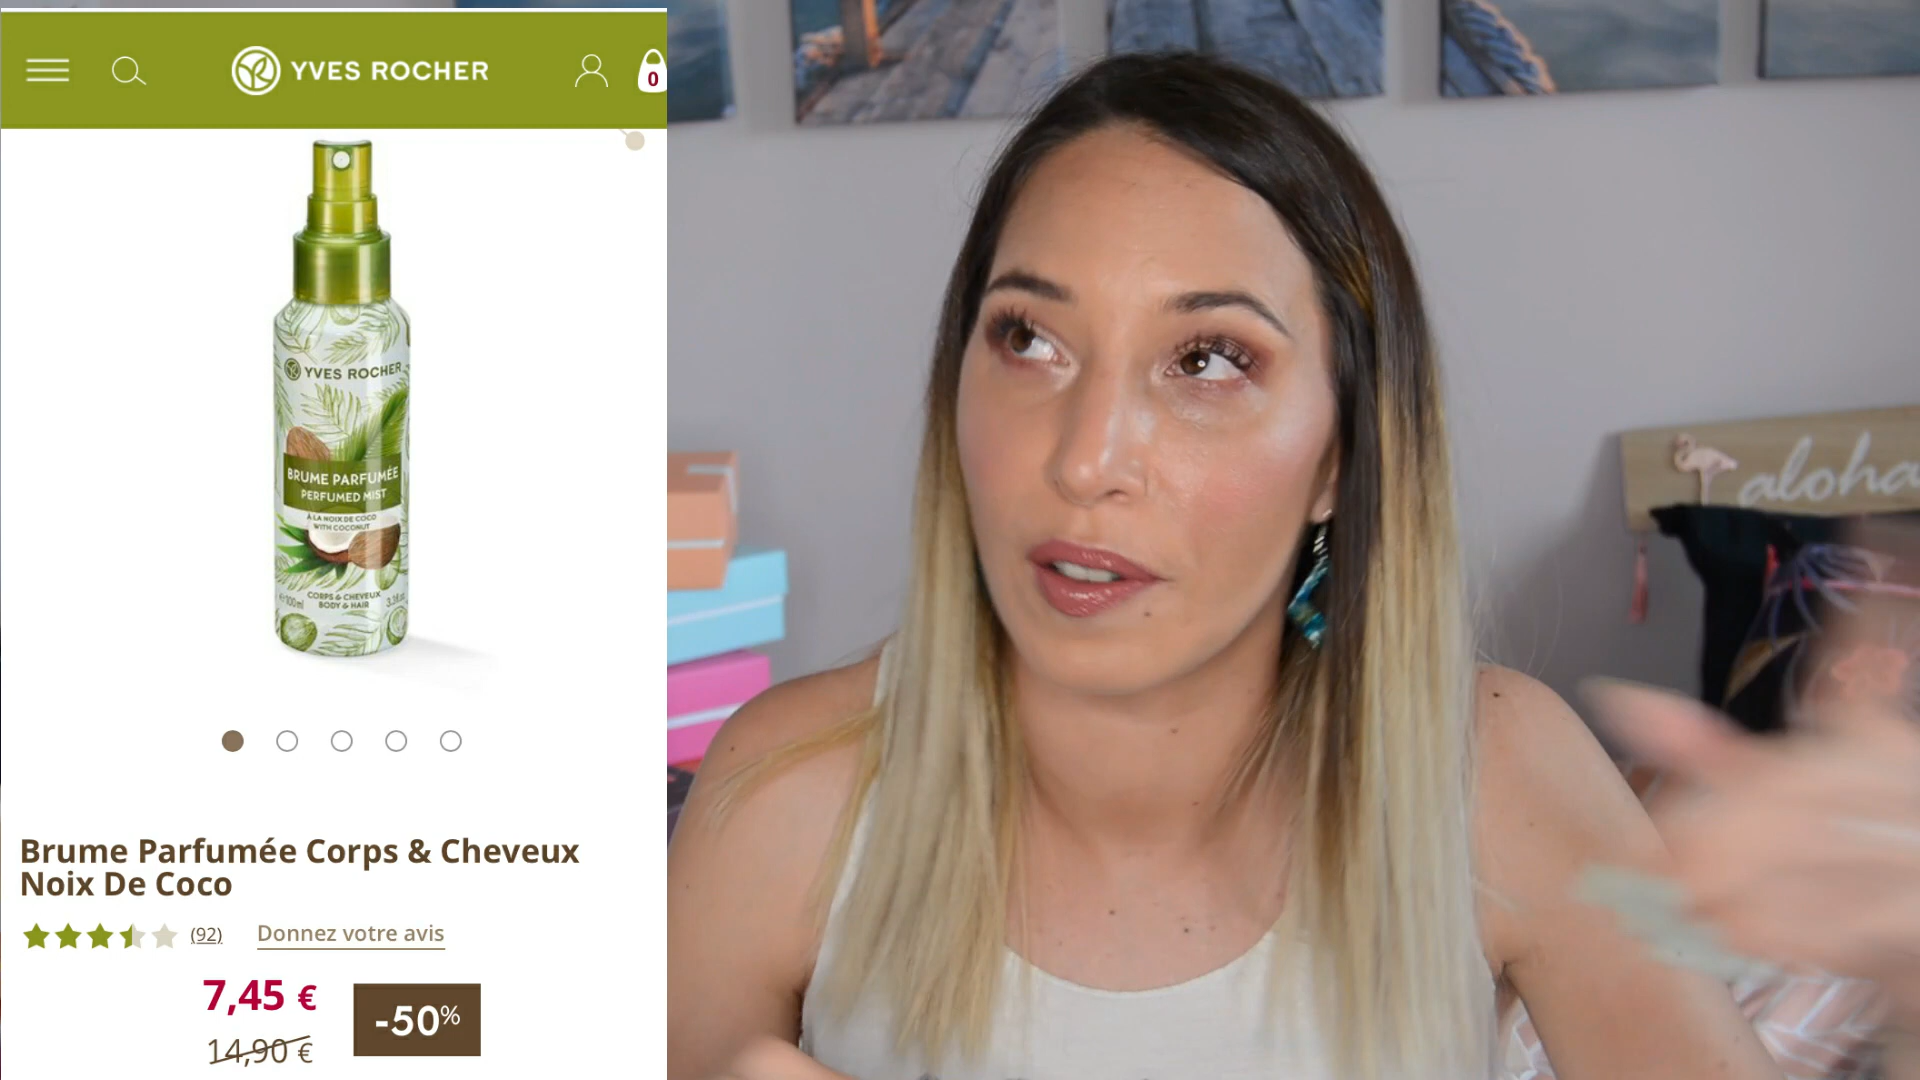 YVES ROCHER
0
YVES ROCHER
BRUME PARFUMÉE
PERFUMED MIST
À LA NOIX DE COCO
WITH COCONUT
CORPS & CHEVEUX
BODY & HAIR
e 100ml
Brume Parfumée Corps & Cheveux
Noix De Coco
(92) Donnez votre avis
7,45 €
-50%
14,90 €
aloha